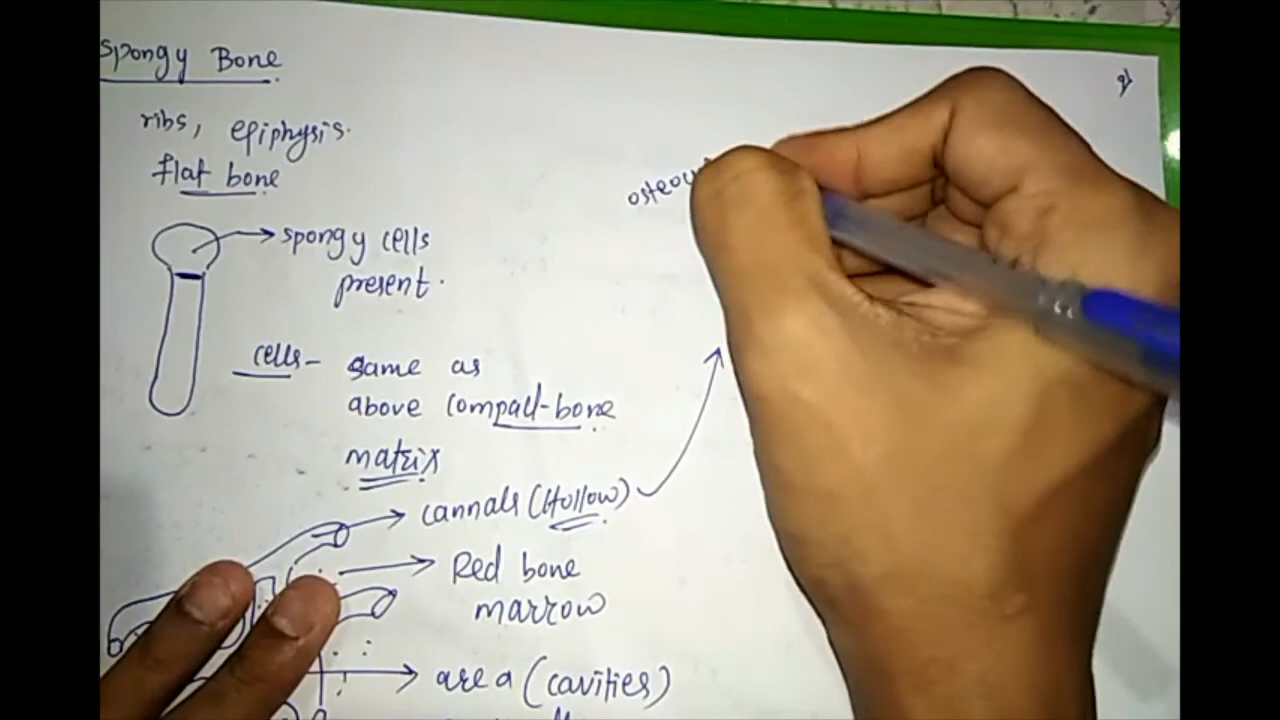 Spongy Bone
ribs, epiphysis.
flat bone
spongy cells
present.
cells - same as
above compact-bone
matrix
cannals (Hollow)
Red bone
marrow
area (cavities)